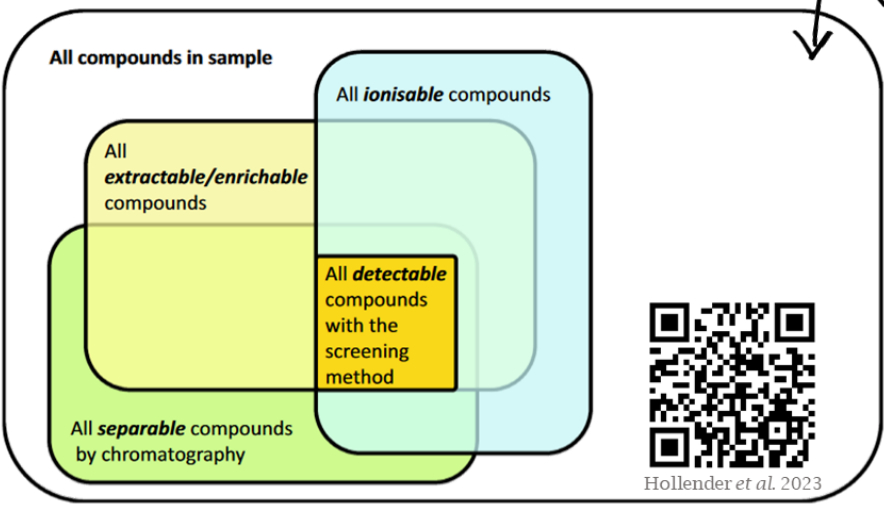 All compounds in sample
All ionisable compounds
All
extractable/enrichable
compounds
All detectable
compounds
with the
screening
method
All separable compounds
by chromatography
Hollender et al. 2023